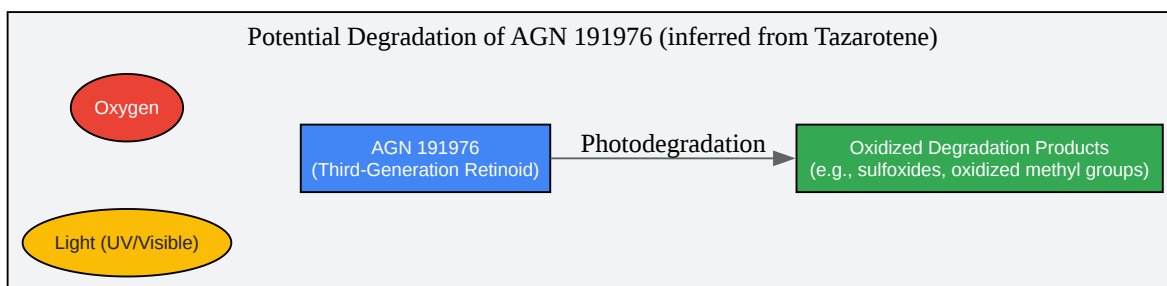 Potential Degradation of AGN 191976 (inferred from Tazarotene)
Oxygen
AGN 191976
(Third-Generation Retinoid)
Photodegradation
Oxidized Degradation Products
(e.g., sulfoxides, oxidized methyl groups)
Light (UV/Visible)